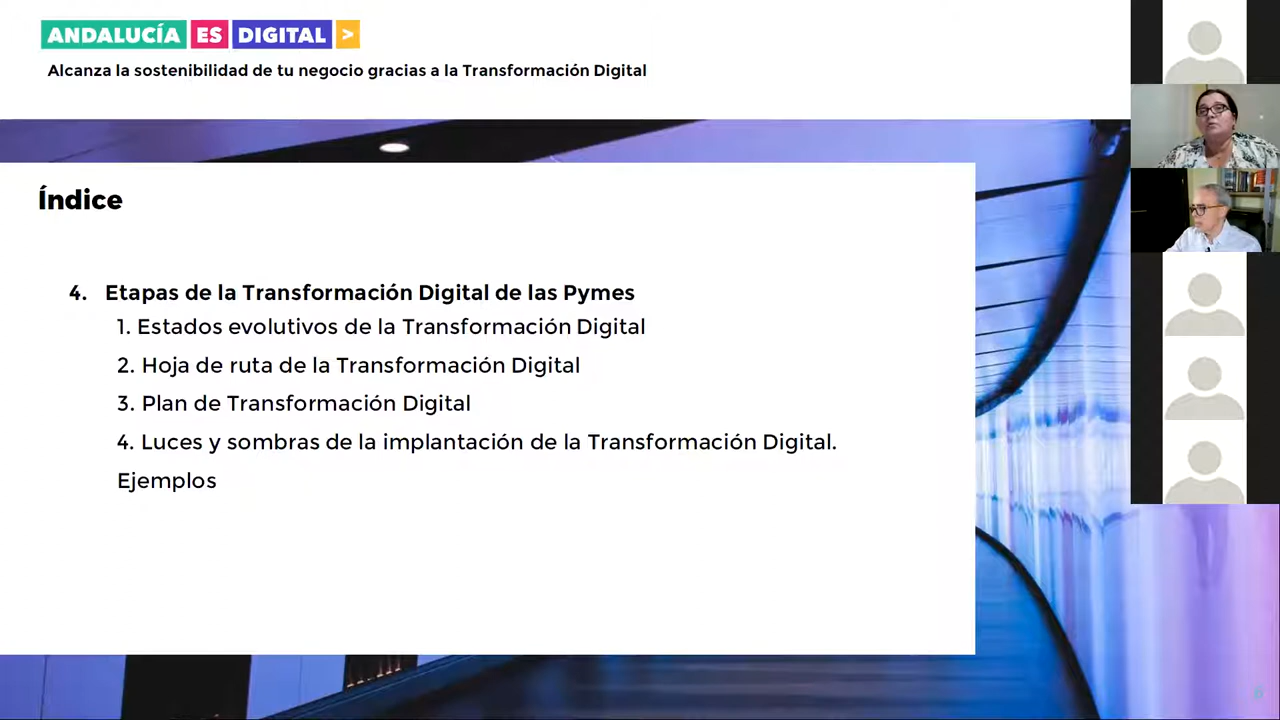 ANDALUCÍA ES DIGITAL >
Alcanza la sostenibilidad de tu negocio gracias a la Transformación Digital
Índice
4. Etapas de la Transformación Digital de las Pymes
1. Estados evolutivos de la Transformación Digital
2. Hoja de ruta de la Transformación Digital
3. Plan de Transformación Digital
4. Luces y sombras de la implantación de la Transformación Digital.
Ejemplos
6